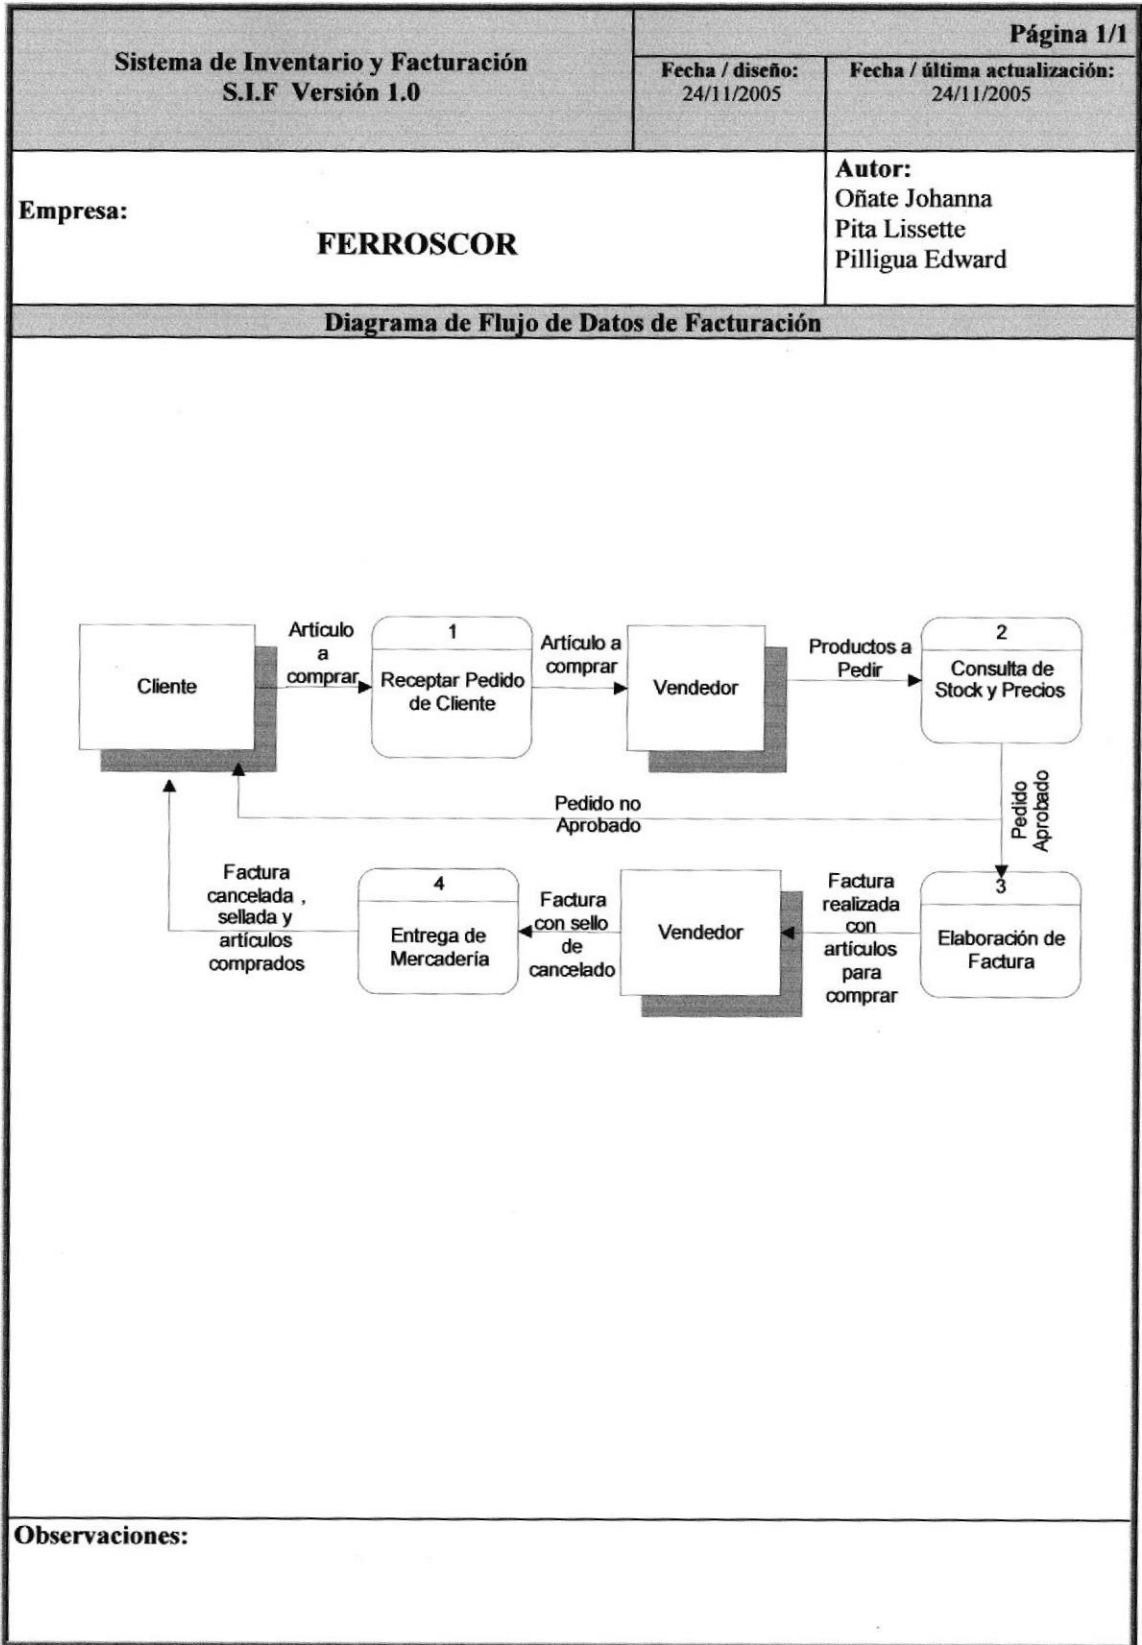 Sistema de Inventario y Facturación
S.I.F Versión 1.0
Página 1/1
Fecha / diseño:
24/11/2005
Fecha / última actualización:
24/11/2005
Empresa:
FERROSCOR
Autor:
Oñate Johanna
Pita Lissette
Pilligua Edward
Diagrama de Flujo de Datos de Facturación
Cliente
Artículo
a
comprar
1
Receptar Pedido
de Cliente
Artículo a
comprar
Vendedor
Productos a
Pedir
2
Consulta de
Stock y Precios
Pedido no
Aprobado
Pedido
Aprobado
3
Elaboración de
Factura
Factura
realizada
con
artículos
para
comprar
Vendedor
Factura
con sello
de
cancelado
4
Entrega de
Mercadería
Factura
cancelada ,
sellada y
artículos
comprados
Observaciones: